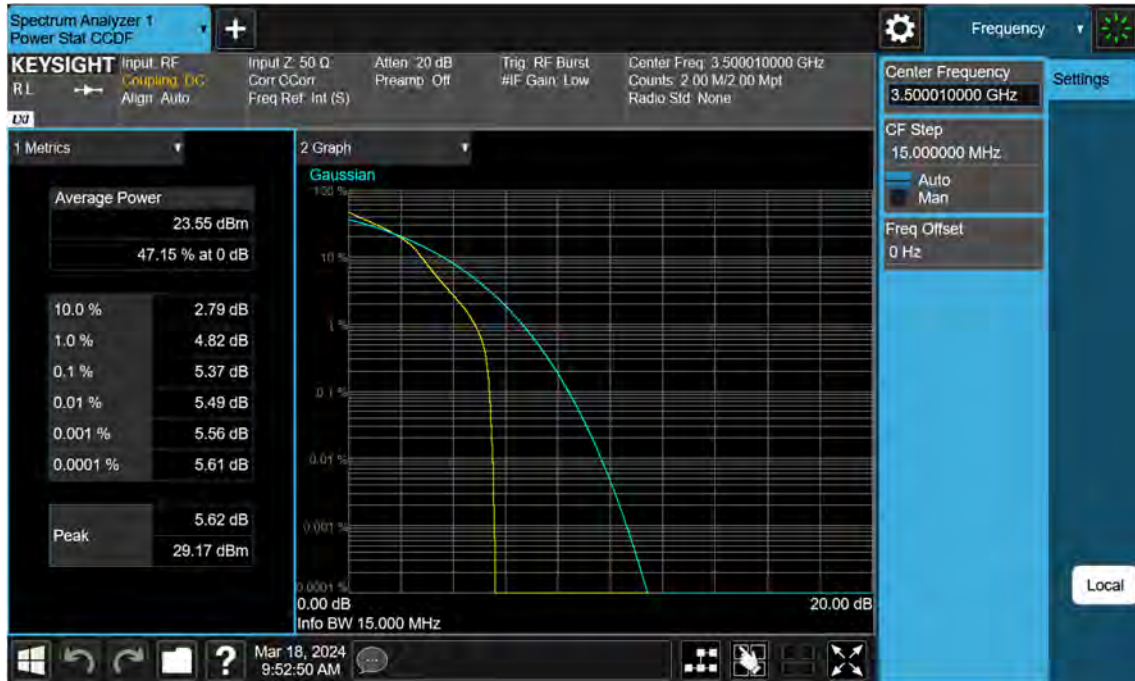 Spectrum Analyzer 1
Power Stat CCDF
+
Frequency
KEYSIGHT
RL
LXI
Input: RF
Coupling: DC
Align: Auto
Input Z: 50 Ω
Corr CCorr
Freq Ref: Int (S)
Atten: 20 dB
Preamp: Off
Trig: RF Burst
#IF Gain: Low
Center Freq: 3.500010000 GHz
Counts: 2.00 M/2.00 Mpt
Radio Std: None
Center Frequency
3.500010000 GHz
Settings
CF Step
15.000000 MHz
Auto
Man
Freq Offset
0 Hz
1 Metrics
Average Power
23.55 dBm
47.15 % at 0 dB
10.0 % 2.79 dB
1.0 % 4.82 dB
0.1 % 5.37 dB
0.01 % 5.49 dB
0.001 % 5.56 dB
0.0001 % 5.61 dB
Peak
5.62 dB
29.17 dBm
2 Graph
Gaussian
100 %
10 %
1 %
0.1 %
0.01 %
0.001 %
0.0001 %
0.00 dB
20.00 dB
Info BW 15.000 MHz
Local
?
Mar 18, 2024
9:52:50 AM